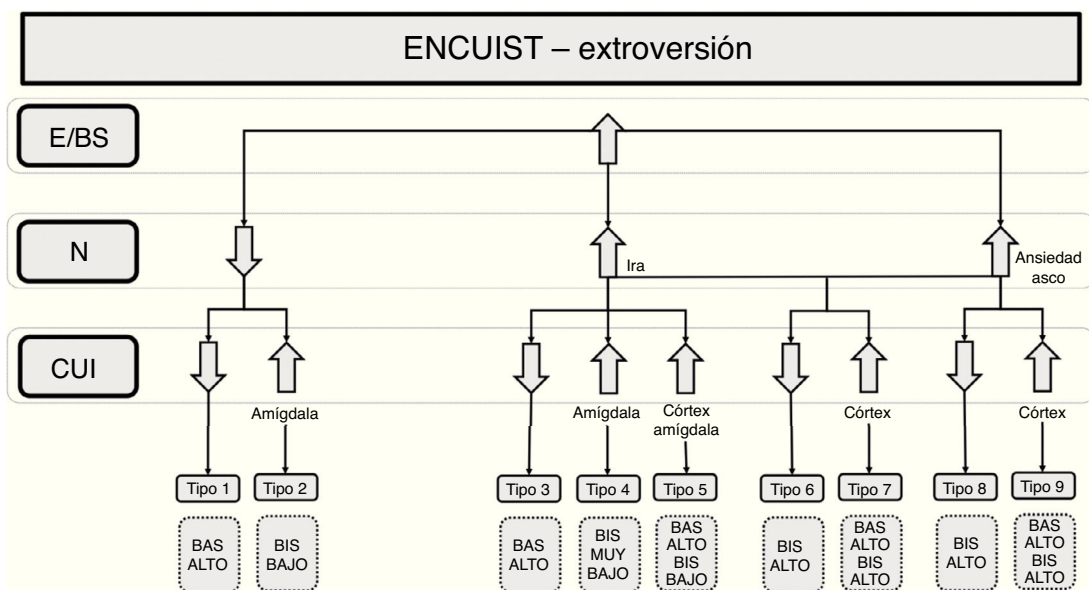 ENCUIST – extroversión
E/BS
N
Ira
Ansiedad
asco
CUI
Amígdala
Amígdala
Córtex
amígdala
Córtex
Córtex
Tipo 1
Tipo 2
Tipo 3
Tipo 4
Tipo 5
Tipo 6
Tipo 7
Tipo 8
Tipo 9
BAS
ALTO
BIS
BAJO
BAS
ALTO
BIS
MUY
BAJO
BAS
ALTO
BIS
BAJO
BIS
ALTO
BAS
ALTO
BIS
ALTO
BIS
ALTO
BAS
ALTO
BIS
ALTO